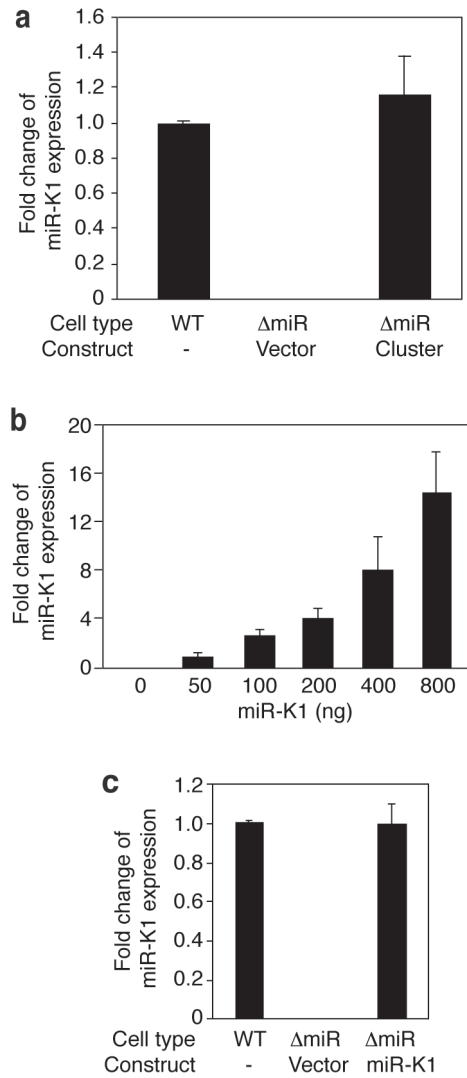 a
Fold change of
miR-K1 expression
1.6
1.4
1.2
1.0
0.8
0.6
0.4
0.2
0
Cell type WT ΔmiR ΔmiR
Construct - Vector Cluster
b
Fold change of
miR-K1 expression
20
16
12
8
4
0
0 50 100 200 400 800
miR-K1 (ng)
c
Fold change of
miR-K1 expression
1.2
1.0
0.8
0.6
0.4
0.2
0
Cell type WT ΔmiR ΔmiR
Construct - Vector miR-K1